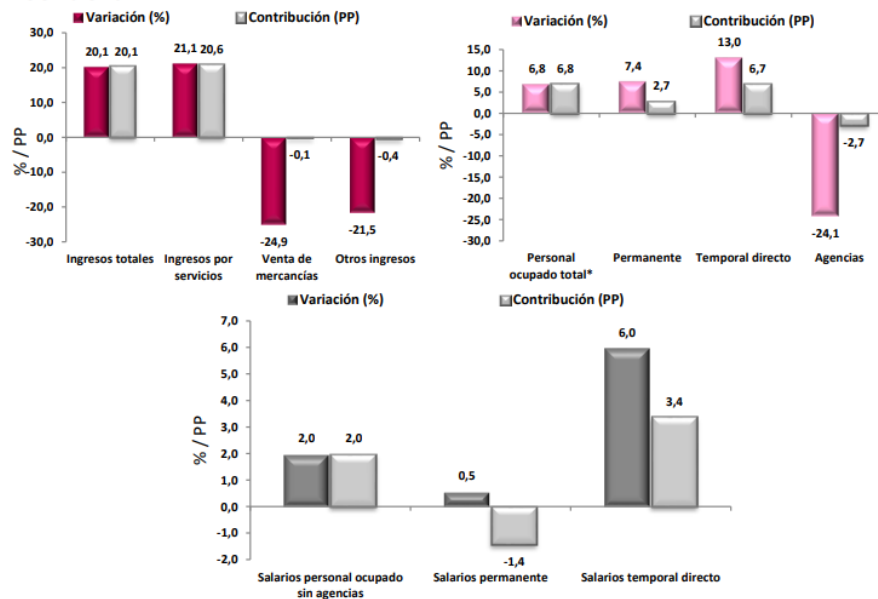 Variación (%) Contribución (PP)
30,0
20,0
10,0
0,0
-10,0
-20,0
-30,0
% / PP
20,1 20,1
21,1 20,6
-24,9
-0,1
-21,5
-0,4
Ingresos totales
Ingresos por
servicios
Venta de
mercancías
Otros ingresos
Variación (%) Contribución (PP)
15,0
10,0
5,0
0,0
-5,0
-10,0
-15,0
-20,0
-25,0
-30,0
% / PP
6,8 6,8
7,4
2,7
13,0
6,7
-24,1
-2,7
Personal
ocupado total*
Permanente
Temporal directo
Agencias
Variación (%) Contribución (PP)
7,0
6,0
5,0
4,0
3,0
2,0
1,0
0,0
-1,0
-2,0
% / PP
2,0 2,0
0,5
-1,4
6,0
3,4
Salarios personal ocupado
sin agencias
Salarios permanente
Salarios temporal directo